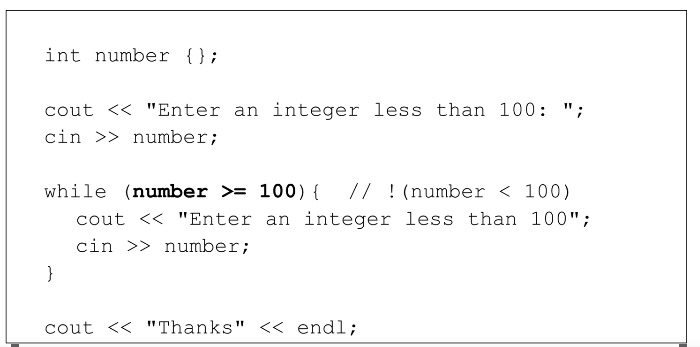 int number {};
cout << "Enter an integer less than 100: ";
cin >> number;
while (number >= 100){  // !(number < 100)
cout << "Enter an integer less than 100";
cin >> number;
}
cout << "Thanks" << endl;